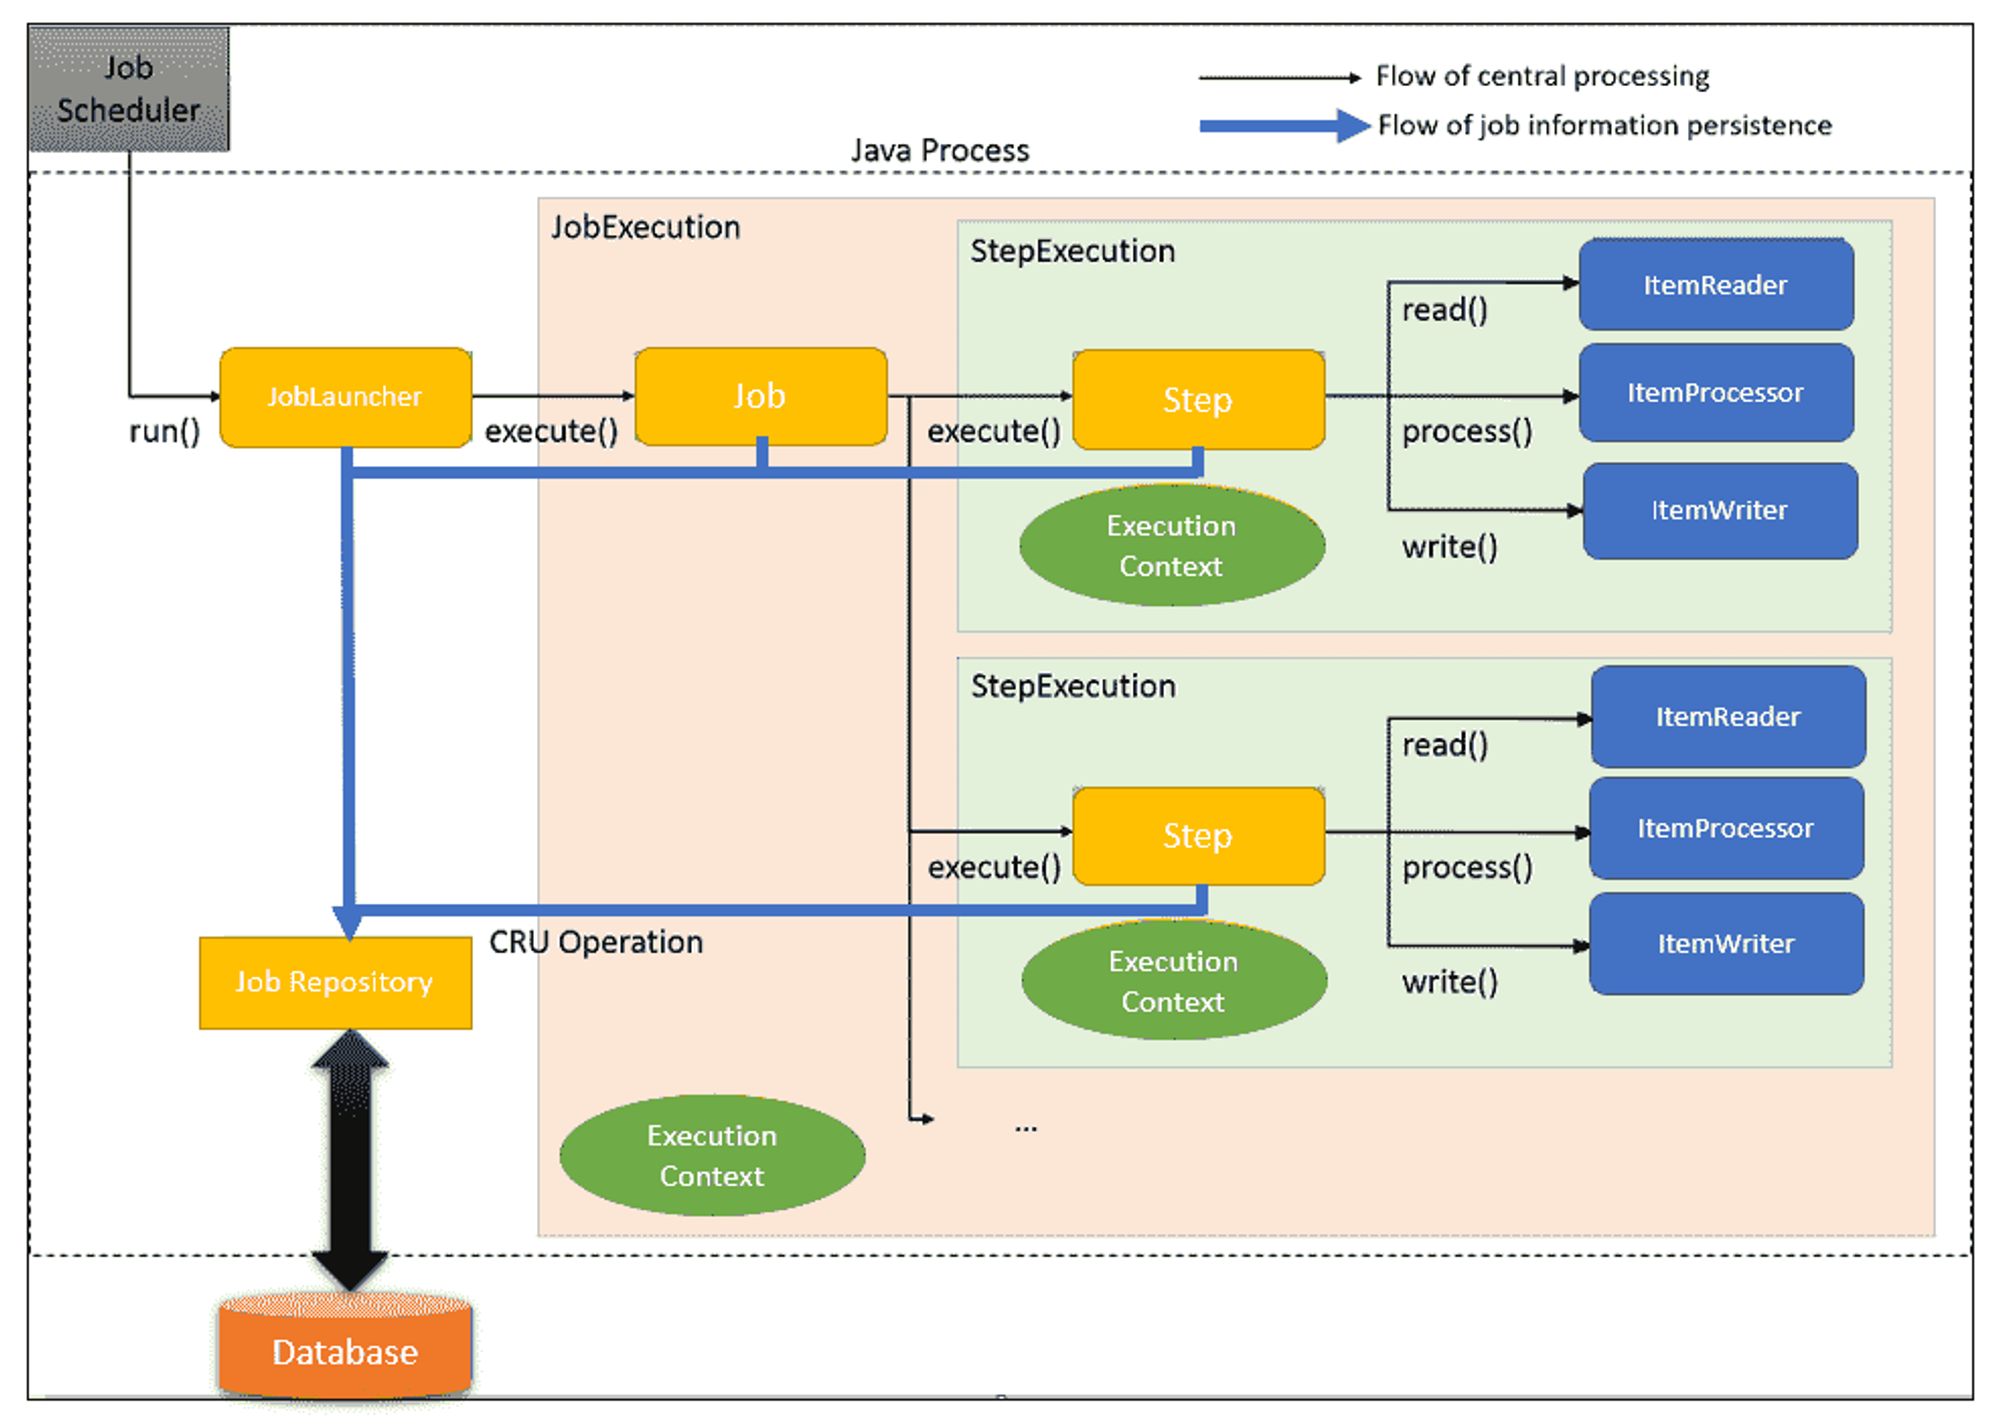 Job
Scheduler
Flow of central processing
Flow of job information persistence
Java Process
JobExecution
StepExecution
ItemReader
read()
JobLauncher
Job
Step
ItemProcessor
run()
execute()
execute()
process()
Execution
Context
ItemWriter
write()
StepExecution
ItemReader
read()
Step
ItemProcessor
execute()
process()
CRU Operation
Job Repository
Execution
Context
ItemWriter
write()
Execution
Context
...
Database